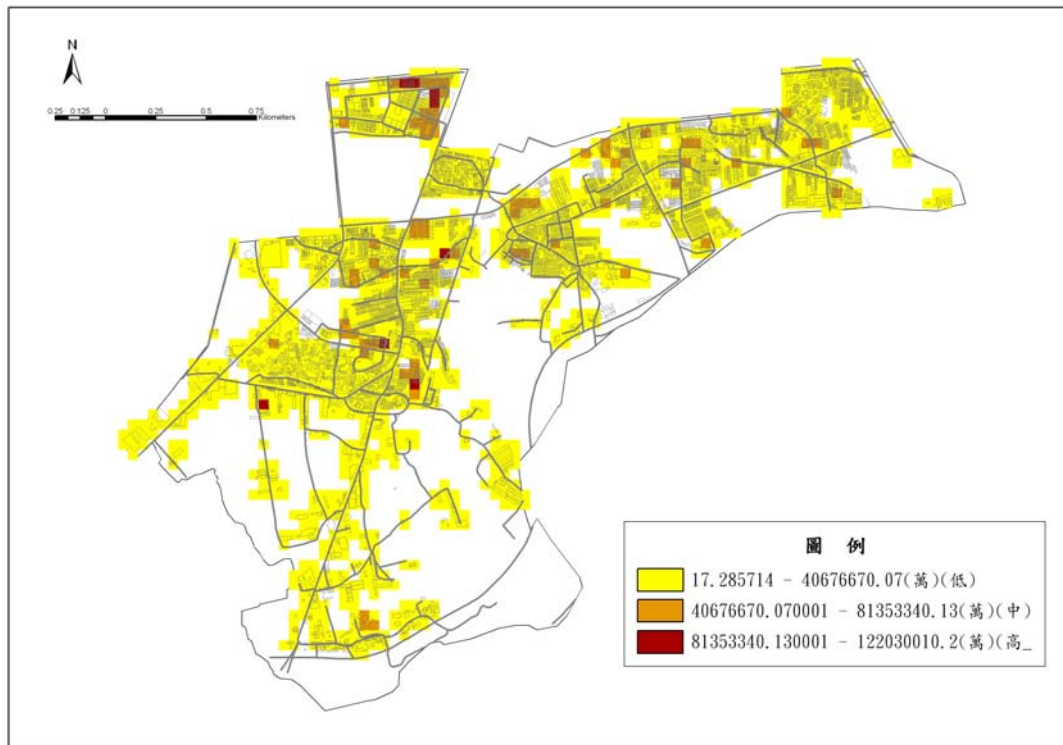 N
0.25 0.125 0 0.25 0.5 0.75
Kilometers
圖 例
17.285714 - 40676670.07(萬)(低)
40676670.070001 - 81353340.13(萬)(中)
81353340.130001 - 122030010.2(萬)(高_